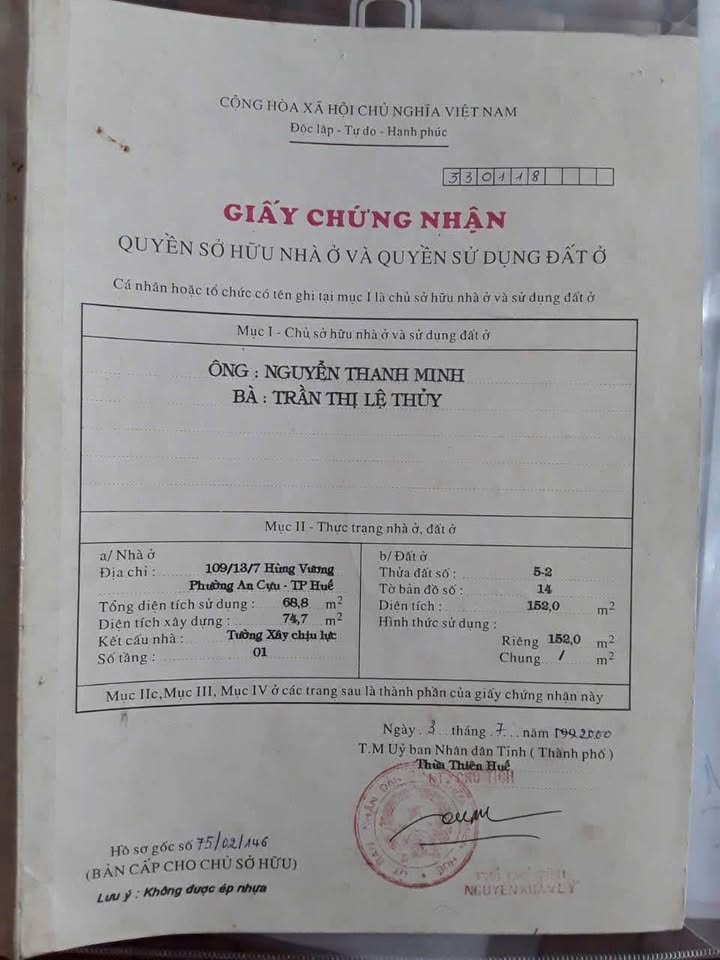 CỘNG HÒA XÃ HỘI CHỦ NGHĨA VIỆT NAM
Độc lập - Tự do - Hạnh phúc
330118
GIẤY CHỨNG NHẬN
QUYỀN SỞ HỮU NHÀ Ở VÀ QUYỀN SỬ DỤNG ĐẤT Ở
Cá nhân hoặc tổ chức có tên ghi tại mục I là chủ sở hữu nhà ở và sử dụng đất ở
Mục I - Chủ sở hữu nhà ở và sử dụng đất ở
ÔNG : NGUYỄN THANH MINH
BÀ : TRẦN THỊ LỆ THỦY
Mục II - Thực trạng nhà ở, đất ở
a/ Nhà ở
Địa chỉ : 109/13/7 Hùng Vương
Phường An Cựu - TP Huế
Tổng diện tích sử dụng : 68,8 m2
Diện tích xây dựng : 74,7 m2
Kết cấu nhà : Tường Xây chịu lực
Số tầng : 01
b/ Đất ở
Thửa đất số : 5-2
Tờ bản đồ số : 14
Diện tích : 152,0 m2
Hình thức sử dụng :
Riêng 152,0 m2
Chung / m2
Mục IIc,Mục III, Mục IV ở các trang sau là thành phần của giấy chứng nhận này
Ngày 3 tháng 7 năm 2000
T.M Uỷ ban Nhân dân Tỉnh ( Thành phố )
Thừa Thiên Huế
CHỦ TỊCH
NGUYỄN XUÂN LÝ
Hồ sơ gốc số 75/02/146
(BẢN CẤP CHO CHỦ SỞ HỮU)
Lưu ý : Không được ép nhựa